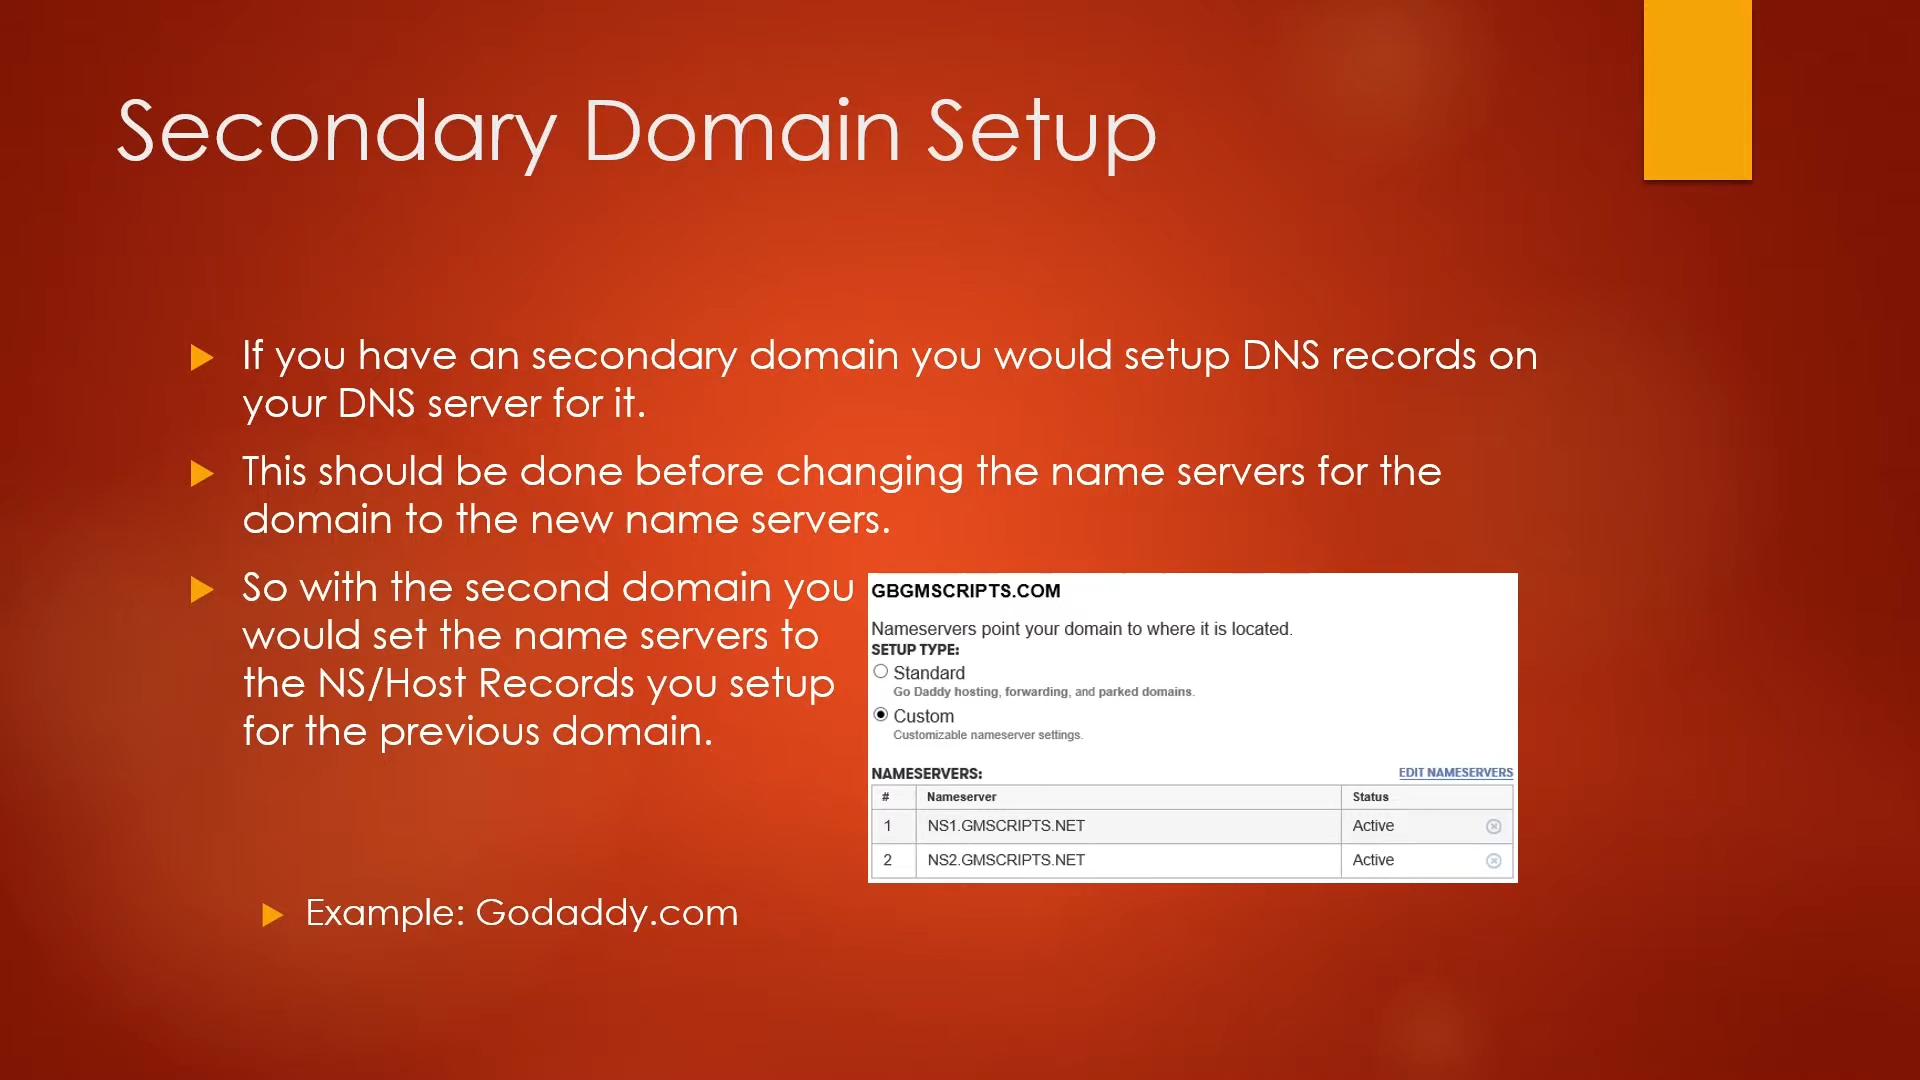 Secondary Domain Setup
If you have an secondary domain you would setup DNS records on
your DNS server for it.
This should be done before changing the name servers for the
domain to the new name servers.
So with the second domain you
would set the name servers to
the NS/Host Records you setup
for the previous domain.
GBGMSCRIPTS.COM
Nameservers point your domain to where it is located.
SETUP TYPE:
Standard
Go Daddy hosting, forwarding, and parked domains.
Custom
Customizable nameserver settings.
NAMESERVERS: EDIT NAMESERVERS
# Nameserver Status
1 NS1.GMSCRIPTS.NET Active
2 NS2.GMSCRIPTS.NET Active
Example: Godaddy.com